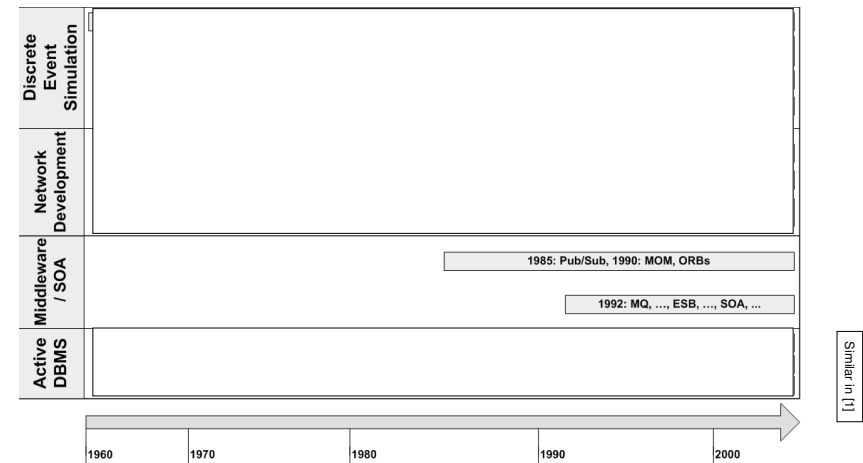 Discrete
Event
Simulation
Network
Development
Middleware
/ SOA
1985: Pub/Sub, 1990: MOM, ORBs
1992: MQ, …, ESB, …, SOA, ...
Active
DBMS
Similar in [1]
1960
1970
1980
1990
2000